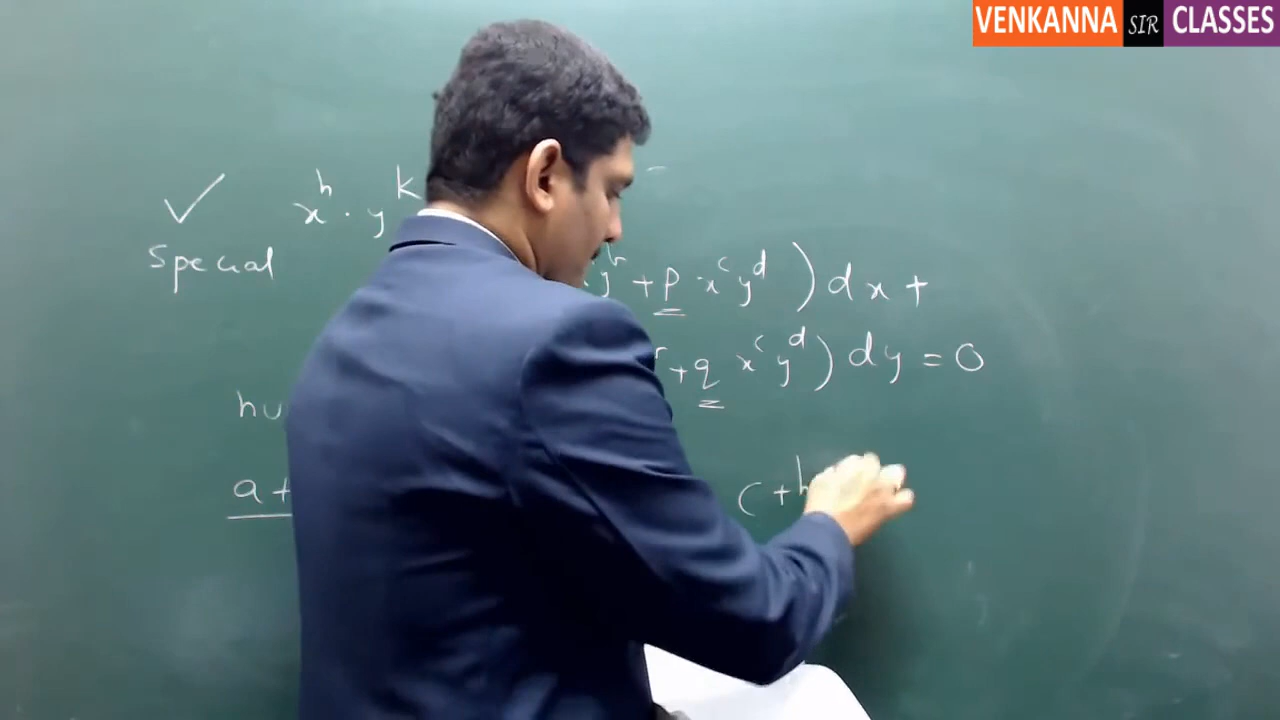 VENKANNA SIR CLASSES
✓ x^h . y^k
Special
y^b + p x^c y^d ) dx +
+ q x^c y^d ) dy = 0
hu
a +
c + h